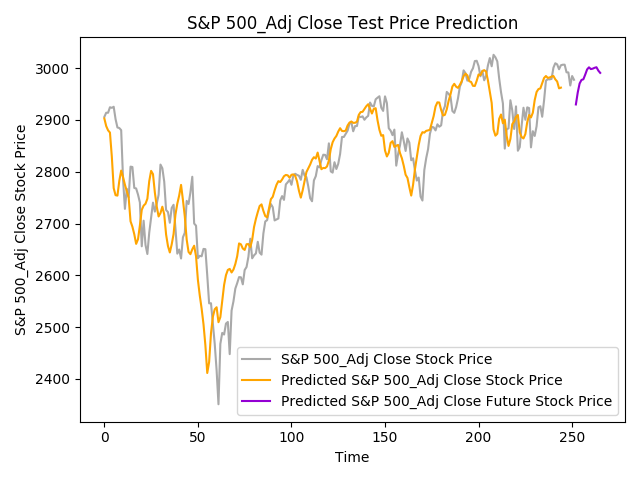 S&P 500_Adj Close Test Price Prediction
S&P 500_Adj Close Stock Price
3000
2900
2800
2700
2600
2500
2400
S&P 500_Adj Close Stock Price
Predicted S&P 500_Adj Close Stock Price
Predicted S&P 500_Adj Close Future Stock Price
0 50 100 150 200 250
Time